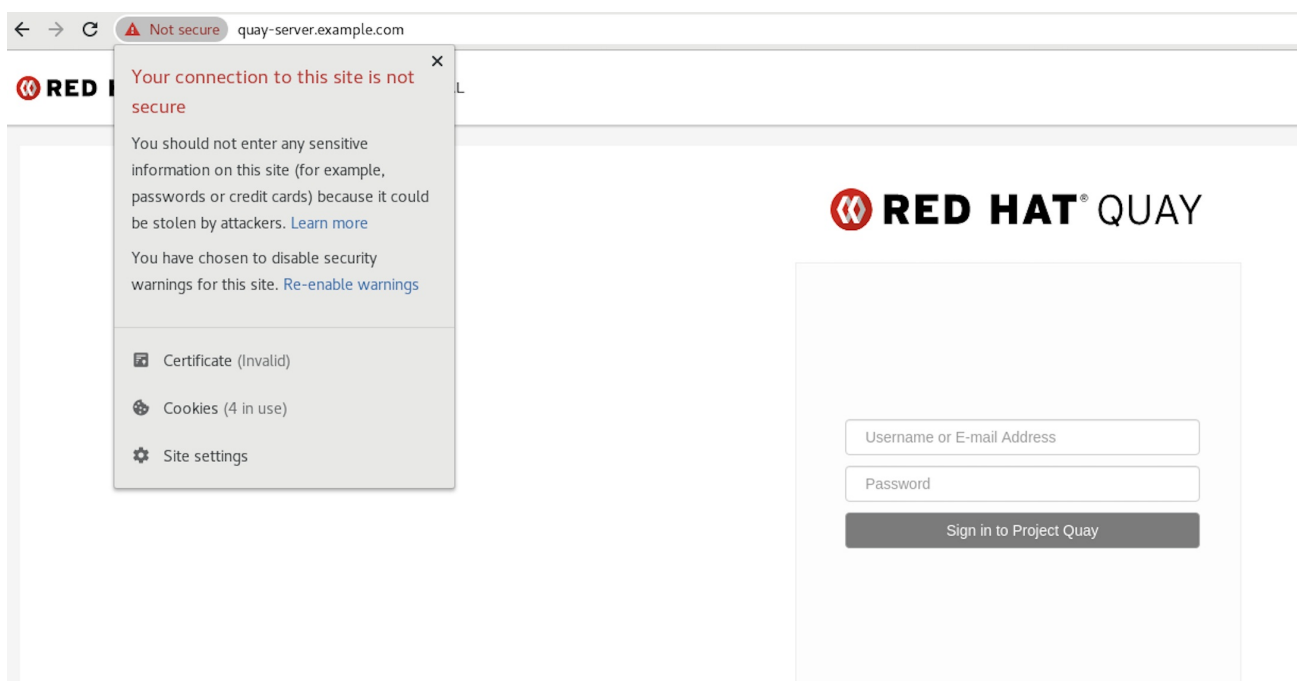 Not secure quay-server.example.com
RED
L
Your connection to this site is not
secure
You should not enter any sensitive
information on this site (for example,
passwords or credit cards) because it could
be stolen by attackers. Learn more
You have chosen to disable security
warnings for this site. Re-enable warnings
Certificate (Invalid)
Cookies (4 in use)
Site settings
RED HAT® QUAY
Username or E-mail Address
Password
Sign in to Project Quay